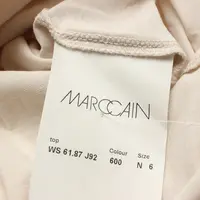 MARCCAIN
top Colour Size
WS 61.87 J92 600 N 6